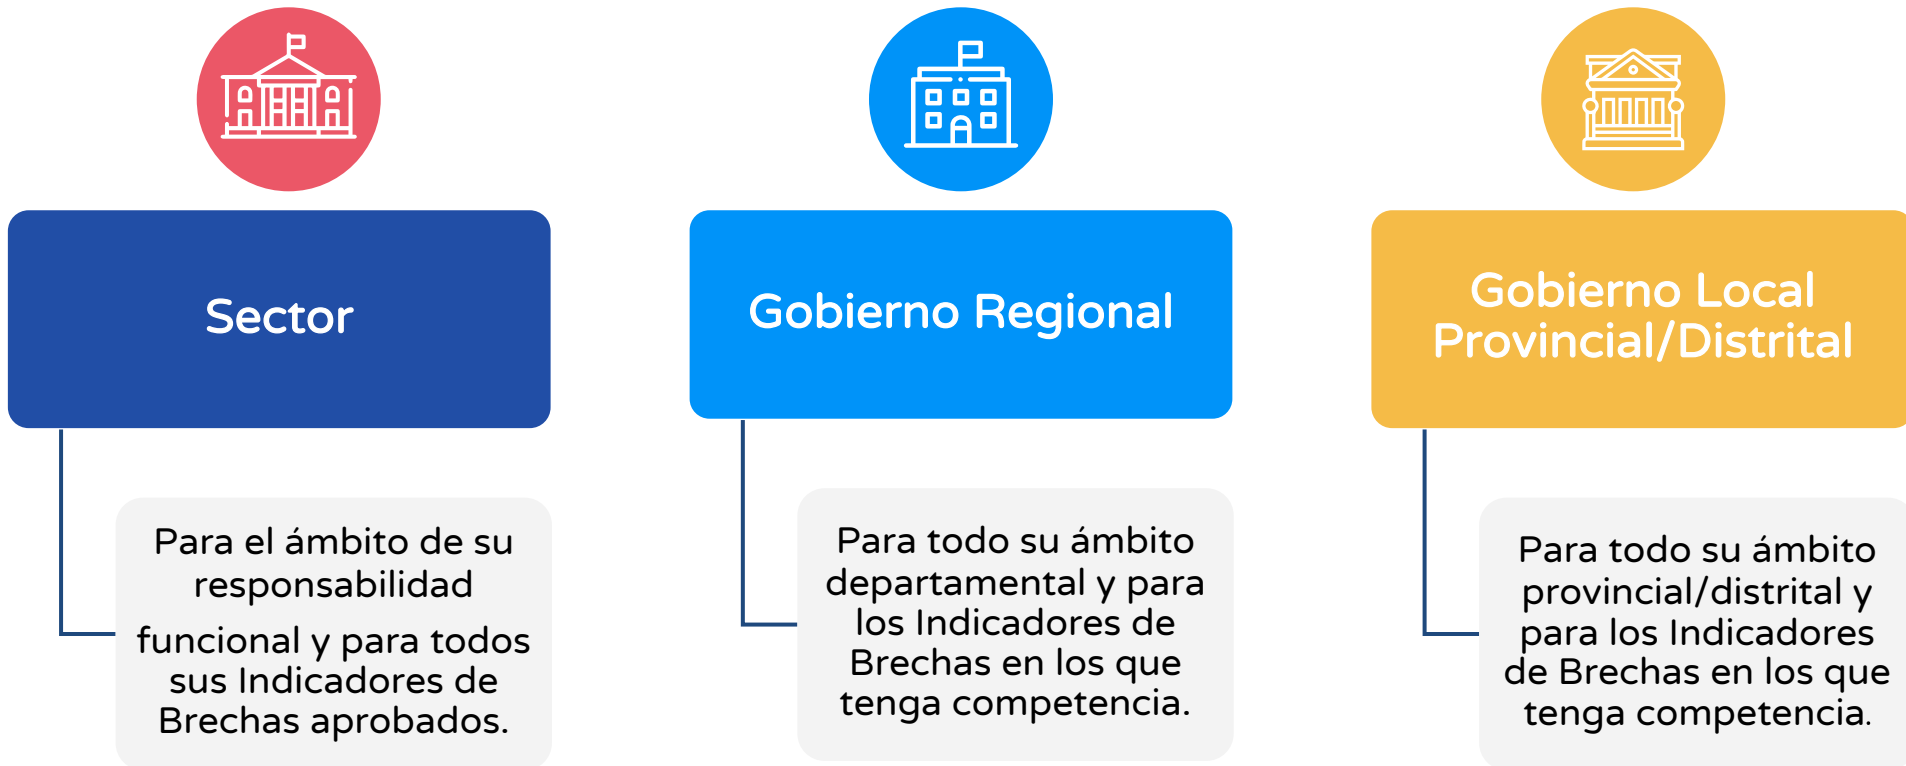 Sector
Para el ámbito de su
responsabilidad
funcional y para todos
sus Indicadores de
Brechas aprobados.
Gobierno Regional
Para todo su ámbito
departamental y para
los Indicadores de
Brechas en los que
tenga competencia.
Gobierno Local
Provincial/Distrital
Para todo su ámbito
provincial/distrital y
para los Indicadores
de Brechas en los que
tenga competencia.